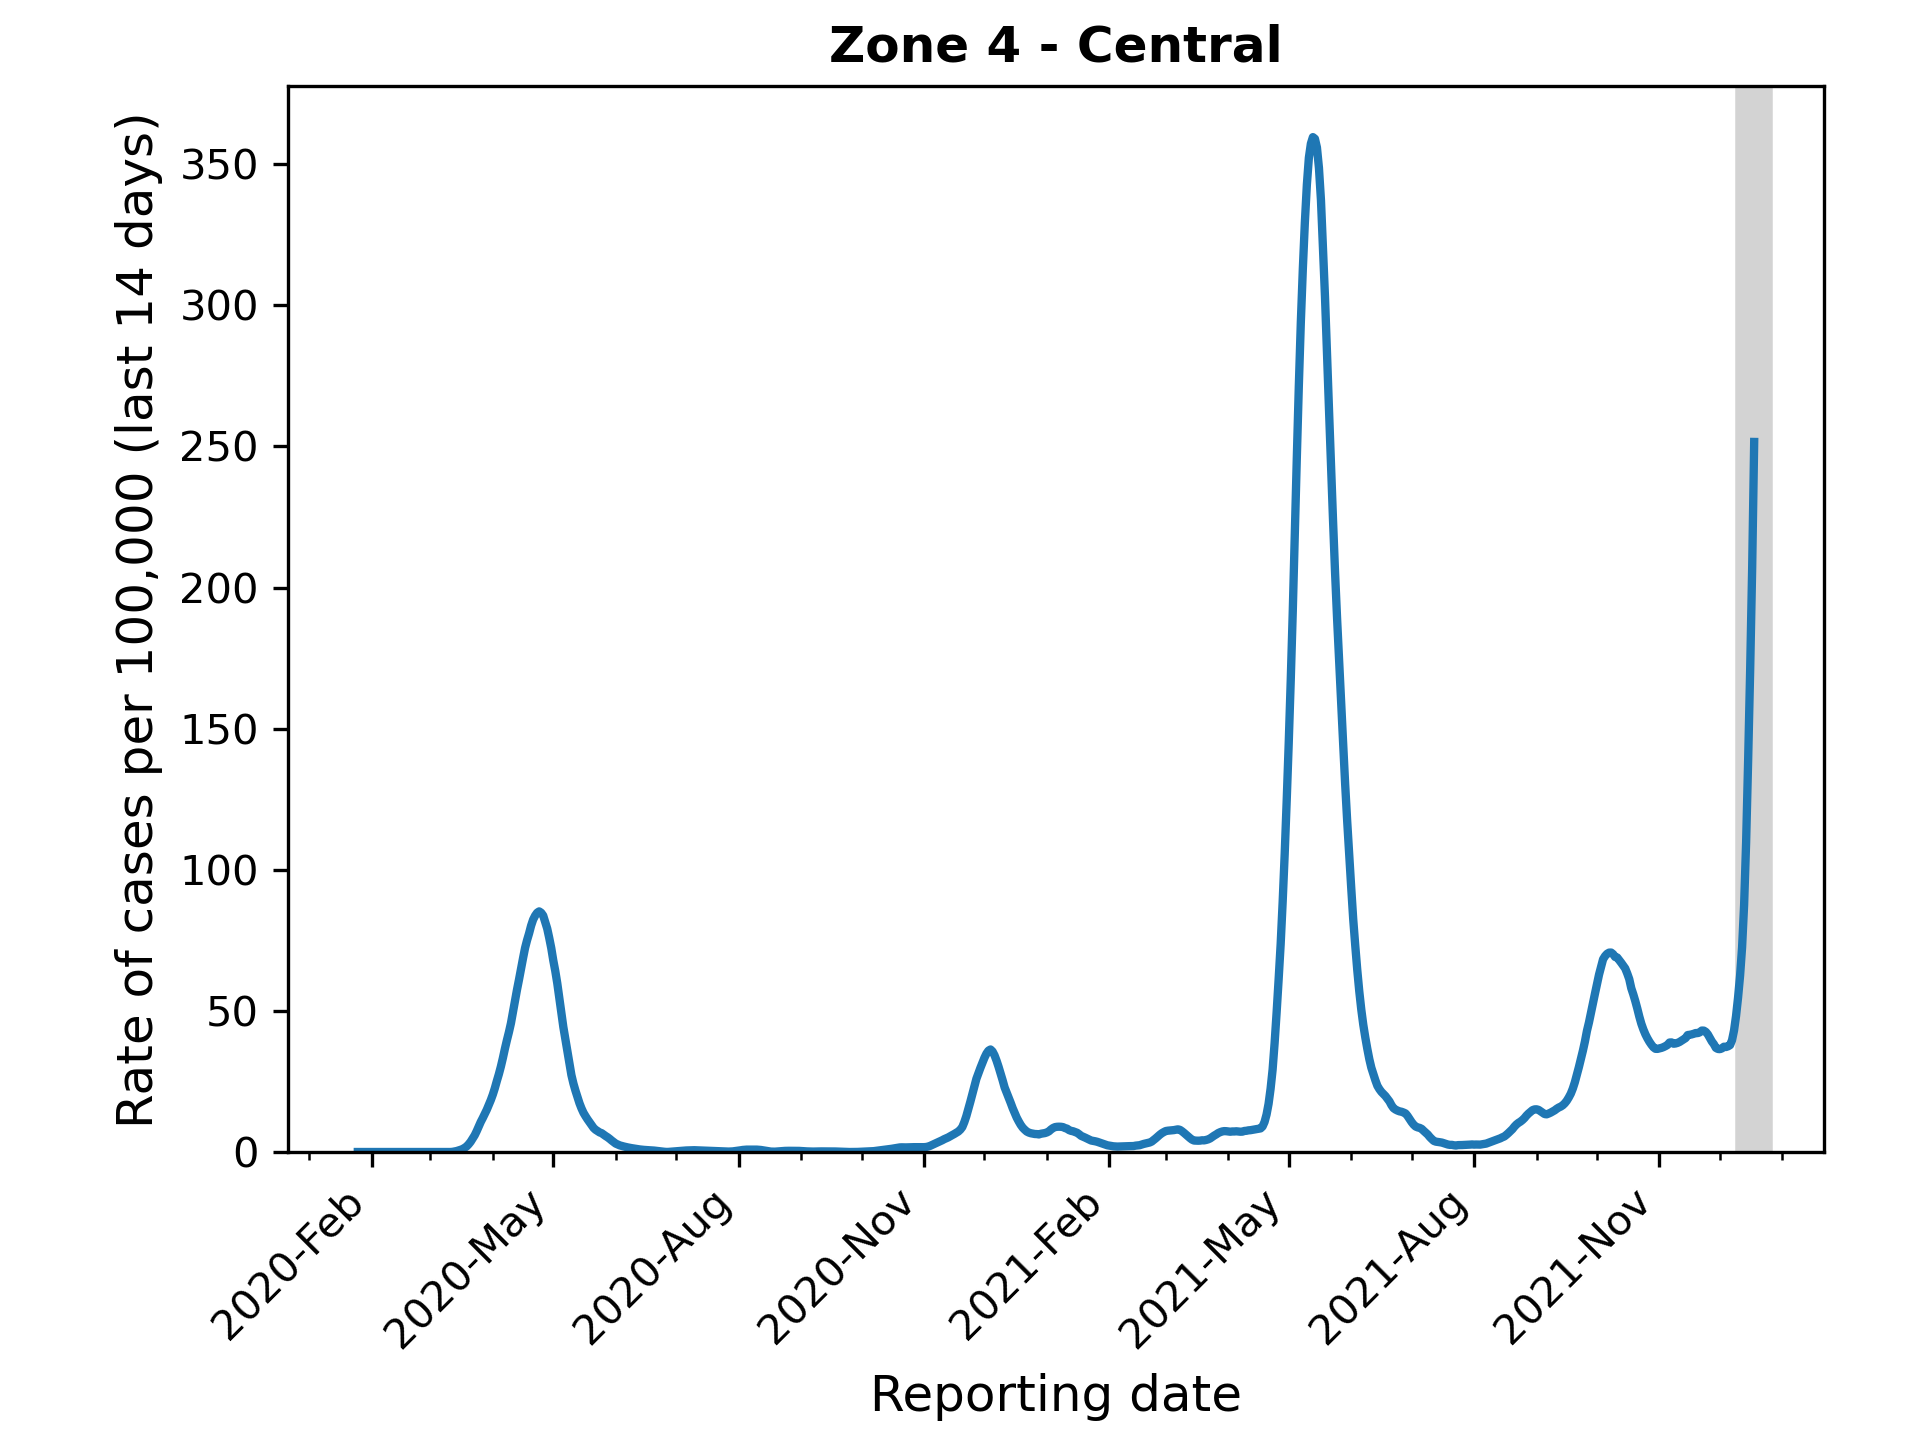 Zone 4 - Central
Rate of cases per 100,000 (last 14 days)
350
300
250
200
150
100
50
0
2020-Feb
2020-May
2020-Aug
2020-Nov
2021-Feb
2021-May
2021-Aug
2021-Nov
Reporting date